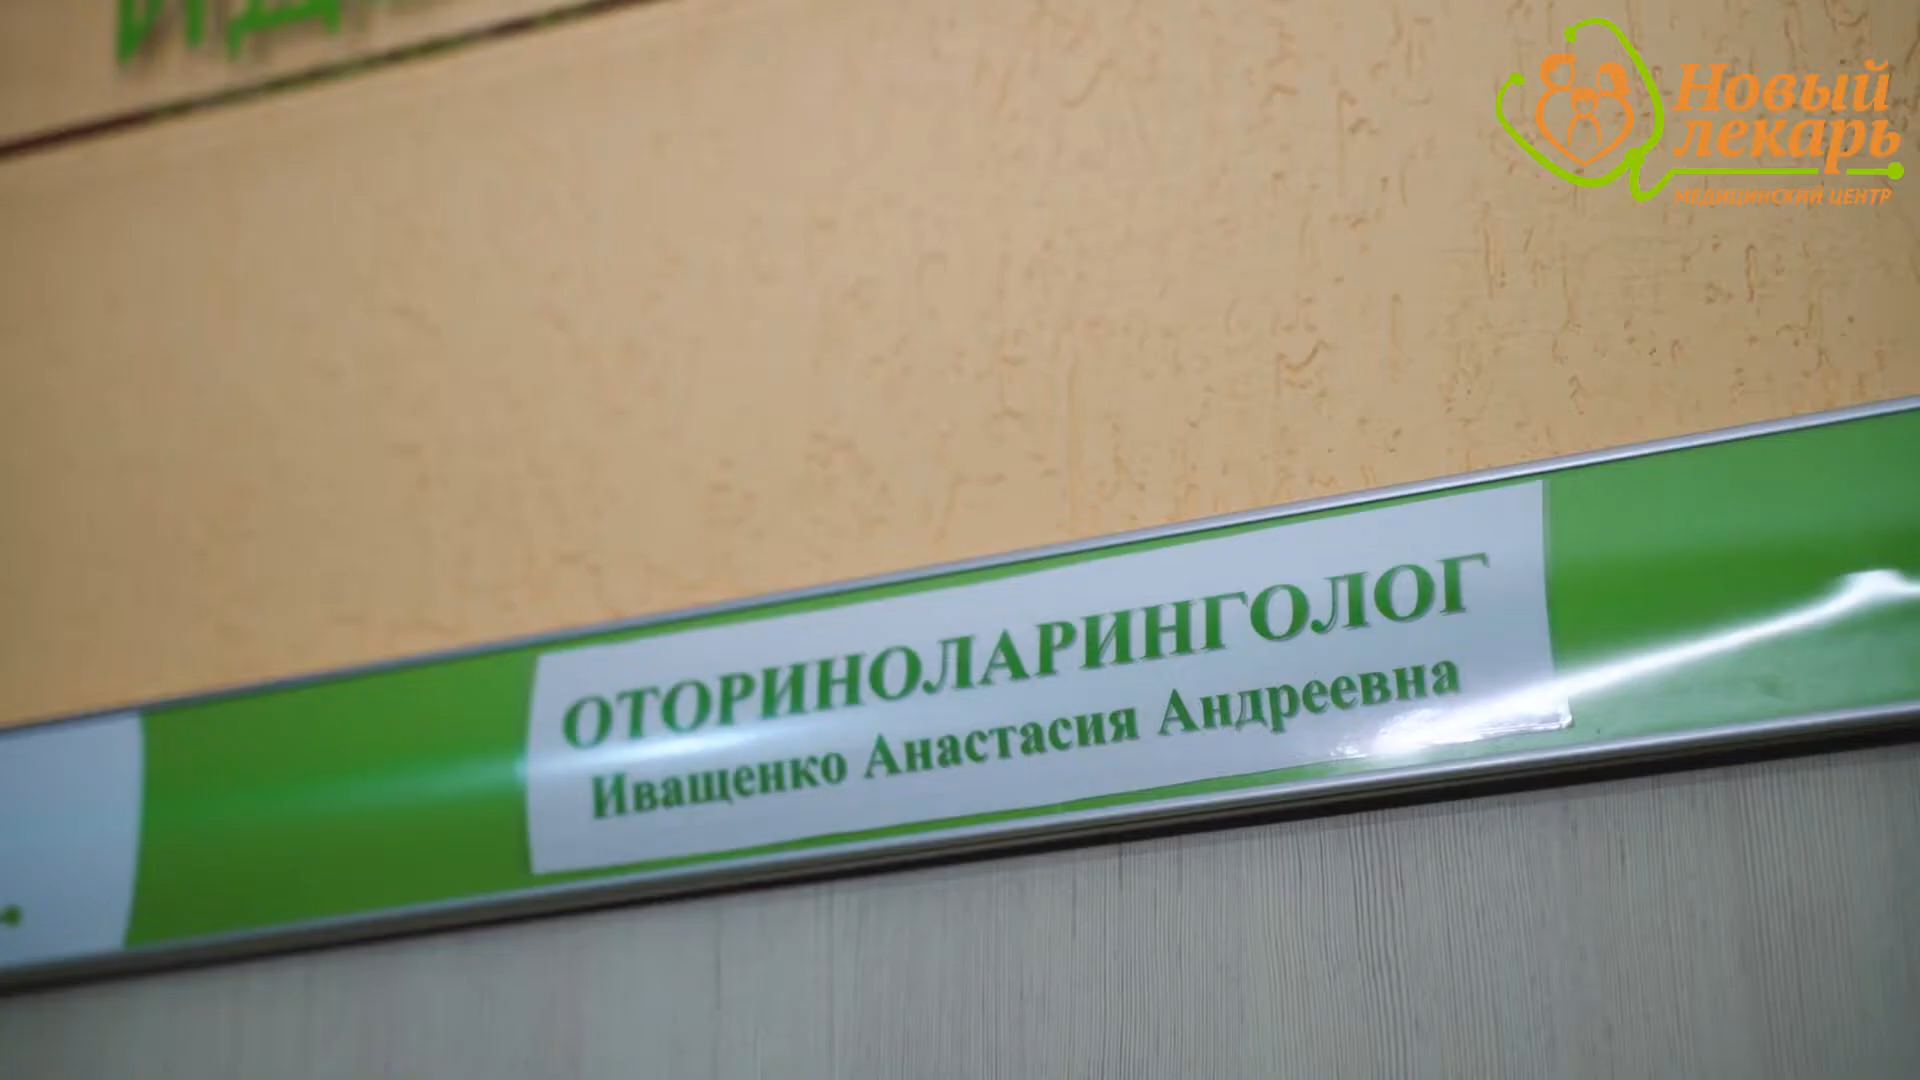 Новый
лекарь
МЕДИЦИНСКИЙ ЦЕНТР
ОТОРИНОЛАРИНГОЛОГ
Иващенко Анастасия Андреевна